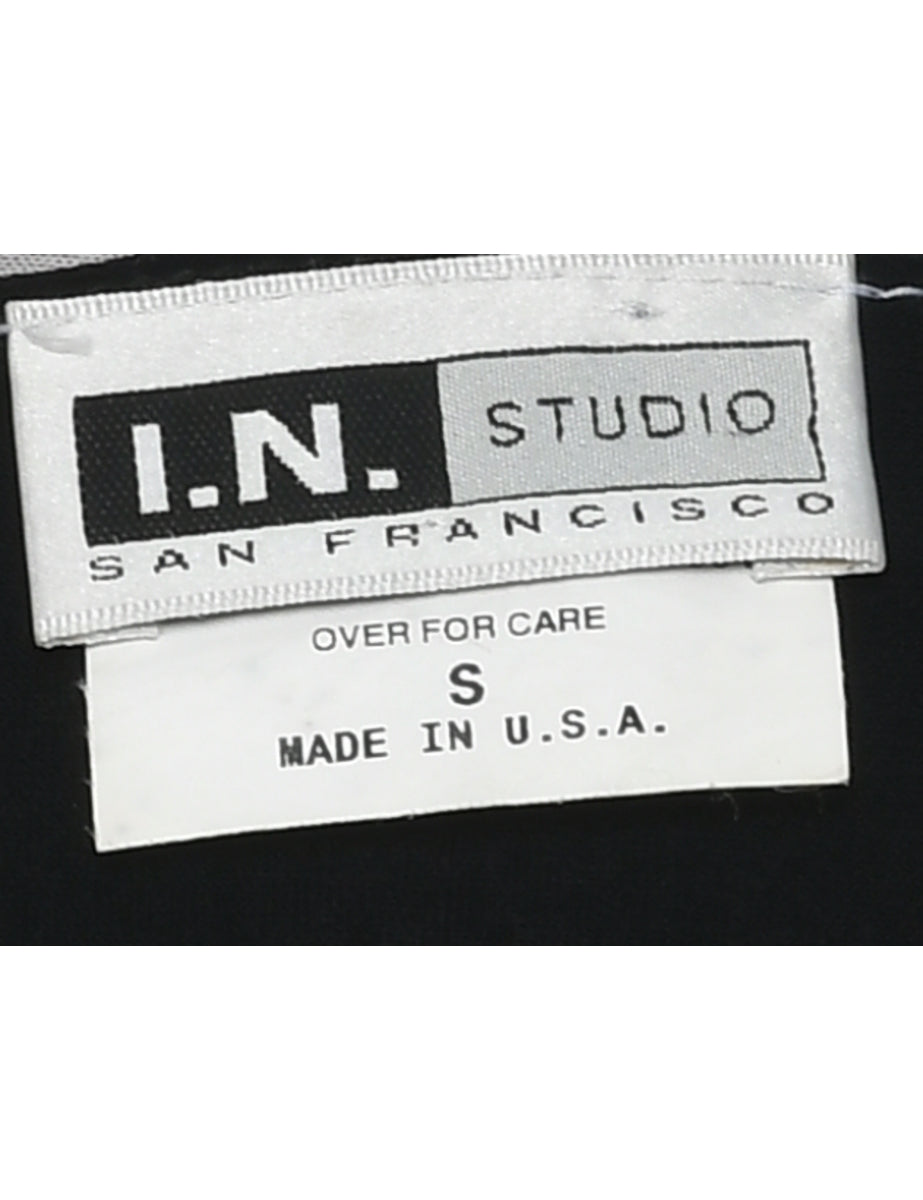 I.N. STUDIO
SAN FRANCISCO
OVER FOR CARE
S
MADE IN U.S.A.